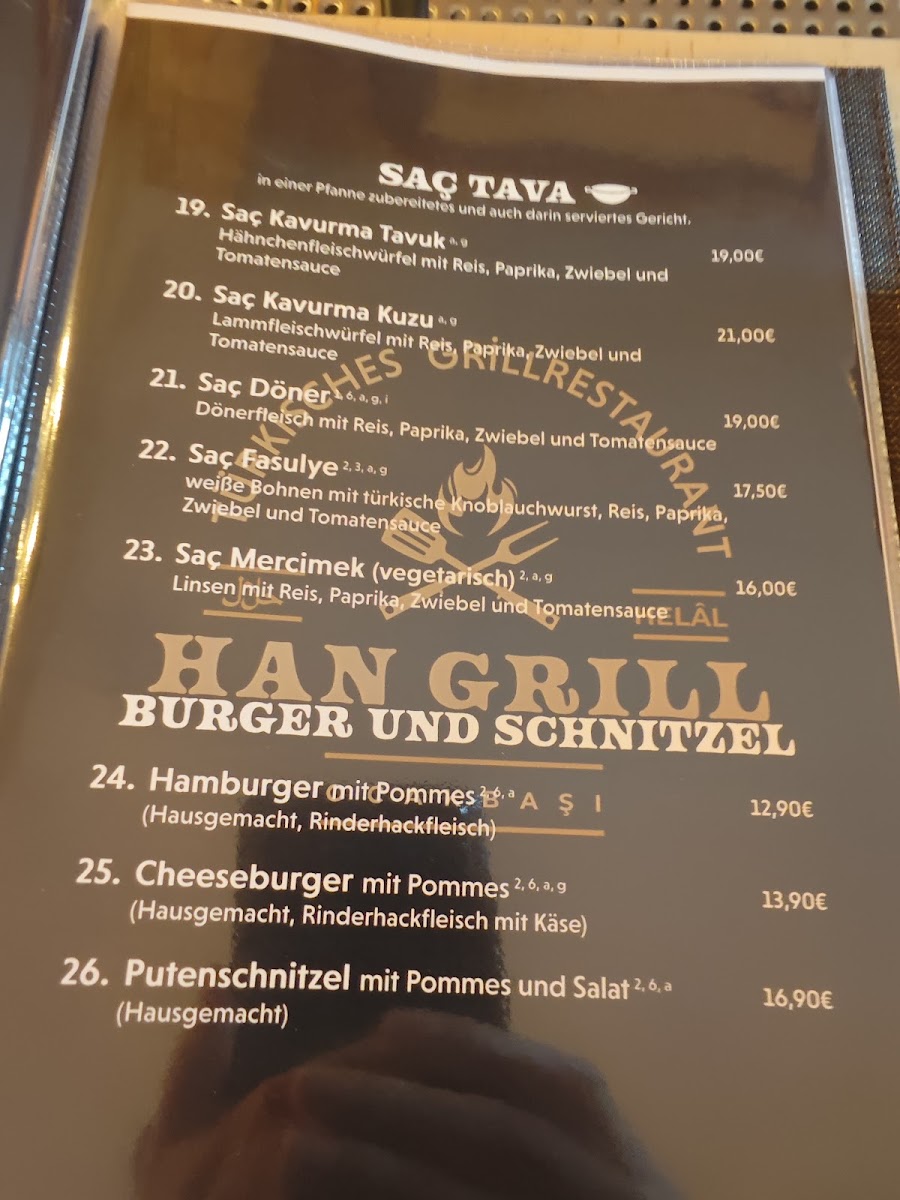 SAÇ TAVA
in einer Pfanne zubereitetes und auch darin serviertes Gericht.
19. Saç Kavurma Tavuk a, g 19,00€
Hähnchenfleischwürfel mit Reis, Paprika, Zwiebel und
Tomatensauce
20. Saç Kavurma Kuzu a, g 21,00€
Lammfleischwürfel mit Reis, Paprika, Zwiebel und
Tomatensauce
TÜRKISCHES GRİLLRESTAURANT
21. Saç Döner 6, a, g, i 19,00€
Dönerfleisch mit Reis, Paprika, Zwiebel und Tomatensauce
22. Saç Fasulye 2, 3, a, g 17,50€
weiße Bohnen mit türkische Knoblauchwurst, Reis, Paprika,
Zwiebel und Tomatensauce
23. Saç Mercimek (vegetarisch) 2, a, g 16,00€
Linsen mit Reis, Paprika, Zwiebel und Tomatensauce
حلال HELÂL
HAN GRILL
BURGER UND SCHNITZEL
24. Hamburger mit Pommes 2, 6, a 12,90€
(Hausgemacht, Rinderhackfleisch)
25. Cheeseburger mit Pommes 2, 6, a, g 13,90€
(Hausgemacht, Rinderhackfleisch mit Käse)
26. Putenschnitzel mit Pommes und Salat 2, 6, a 16,90€
(Hausgemacht)